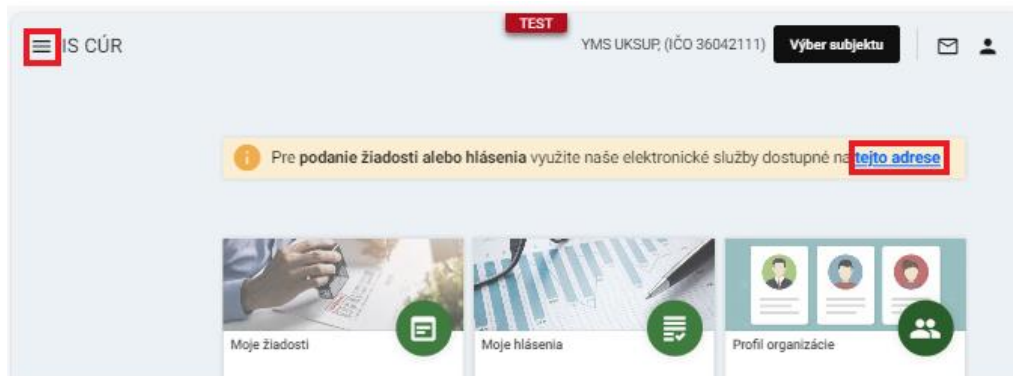 TEST
IS CÚR
YMS UKSUP, (IČO 36042111)
Výber subjektu
Pre podanie žiadosti alebo hlásenia využite naše elektronické služby dostupné na tejto adrese
Moje žiadosti
Moje hlásenia
Profil organizácie